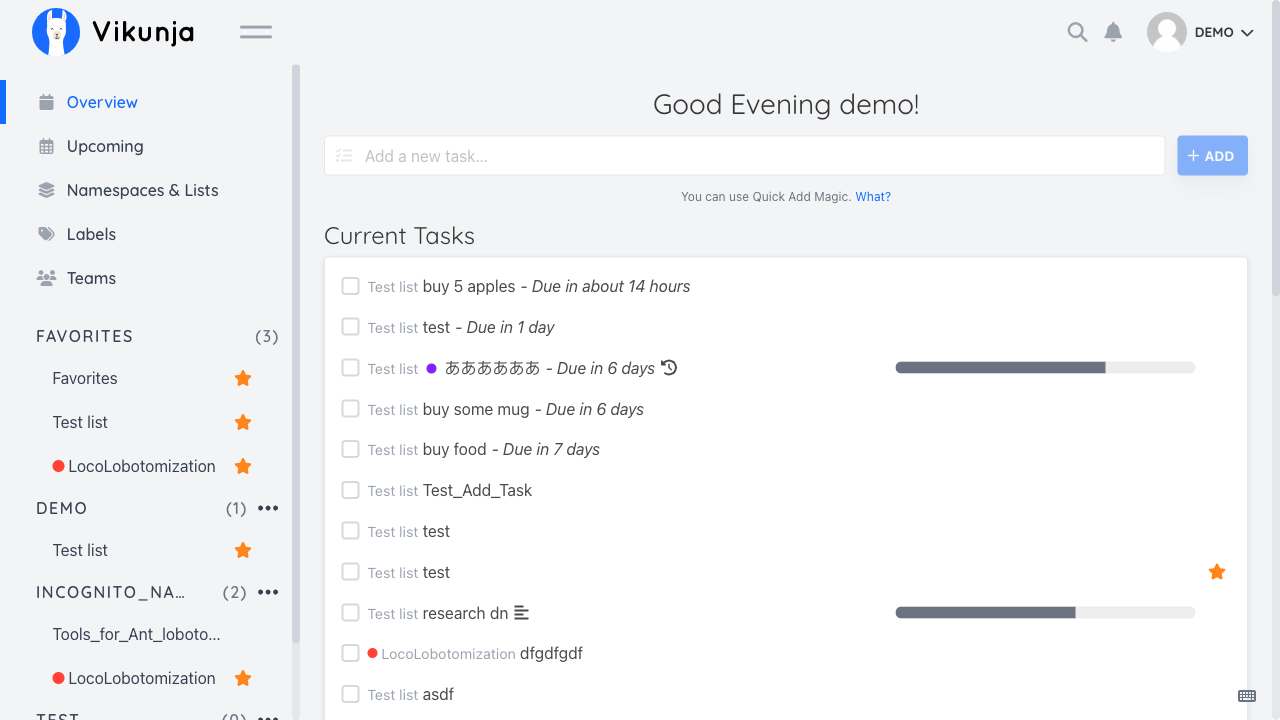 Vikunja
DEMO
Overview
Upcoming
Namespaces & Lists
Labels
Teams
FAVORITES (3)
Favorites
Test list
LocoLobotomization
DEMO (1)
Test list
INCOGNITO_NA... (2)
Tools_for_Ant_loboto...
LocoLobotomization
TEST (0)
Good Evening demo!
Add a new task...
+ ADD
You can use Quick Add Magic. What?
Current Tasks
Test list buy 5 apples - Due in about 14 hours
Test list test - Due in 1 day
Test list ああああああ - Due in 6 days
Test list buy some mug - Due in 6 days
Test list buy food - Due in 7 days
Test list Test_Add_Task
Test list test
Test list test
Test list research dn
LocoLobotomization dfgdfgdf
Test list asdf